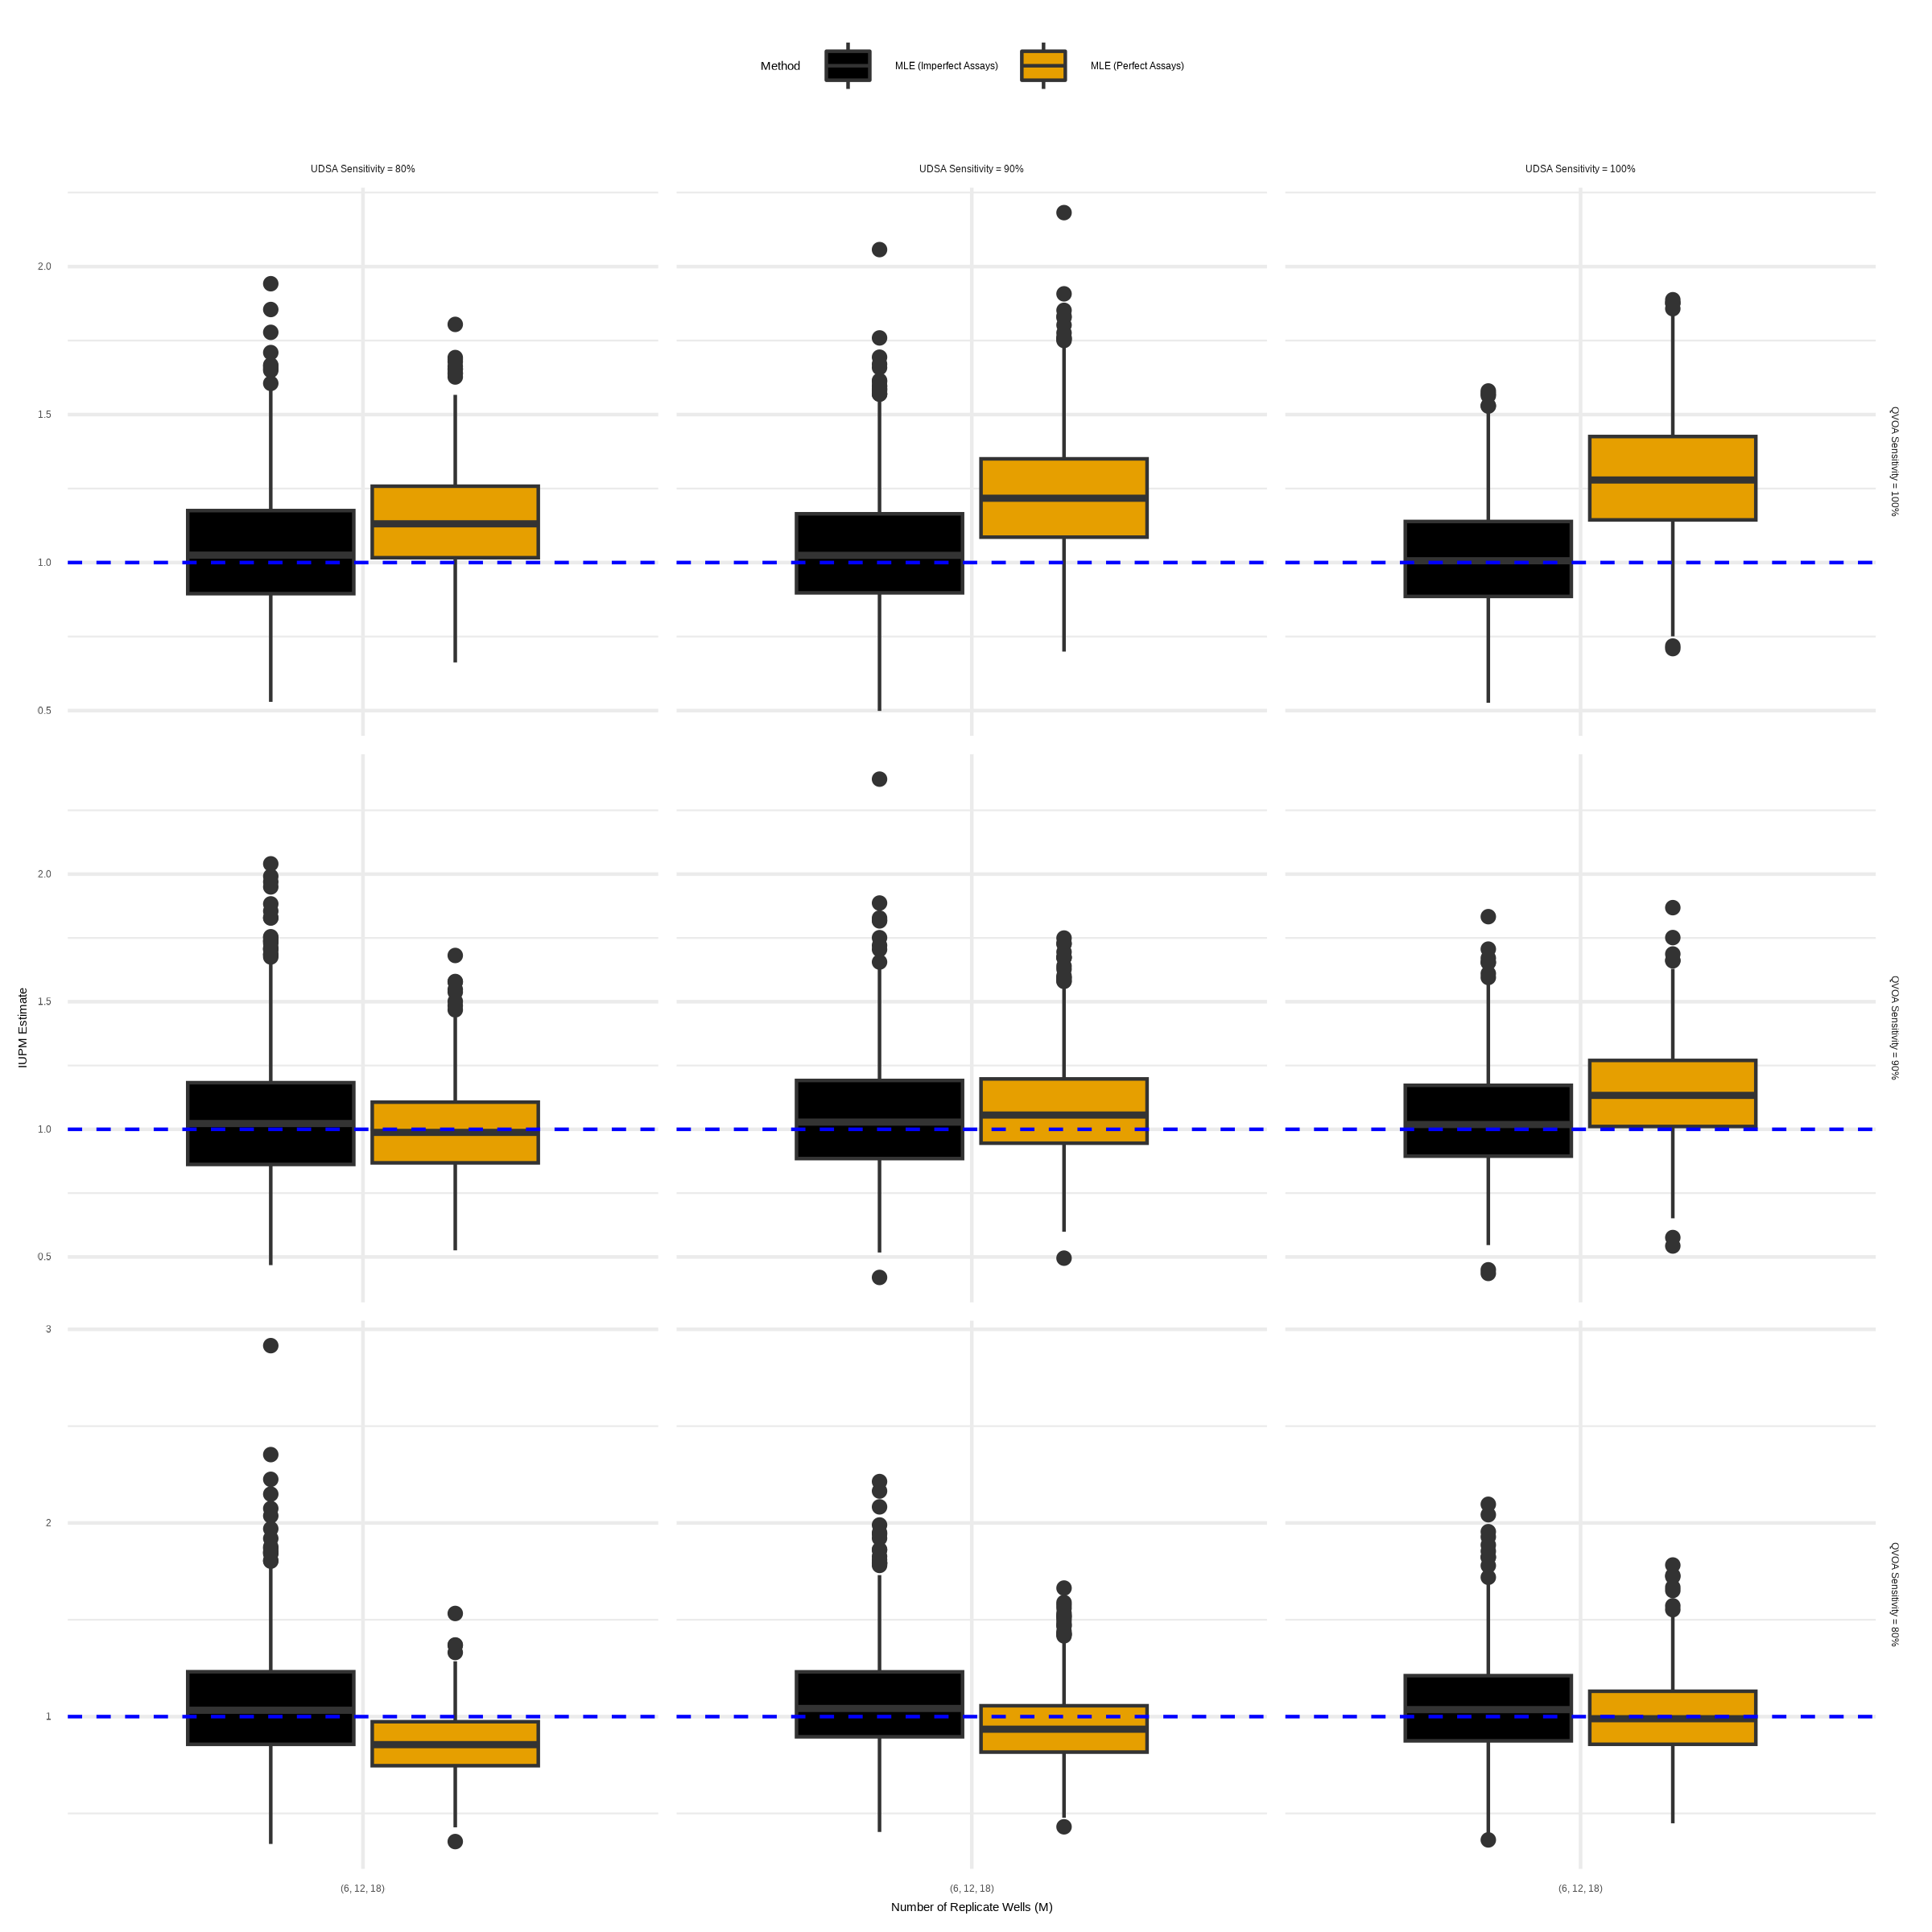 Method MLE (Imperfect Assays) MLE (Perfect Assays)
UDSA Sensitivity = 80% UDSA Sensitivity = 90% UDSA Sensitivity = 100%
2.0
1.5
1.0
0.5
QVOA Sensitivity = 100%
2.0
1.5
1.0
0.5
QVOA Sensitivity = 90%
IUPM Estimate
3
2
1
QVOA Sensitivity = 80%
(6, 12, 18) (6, 12, 18) (6, 12, 18)
Number of Replicate Wells (M)